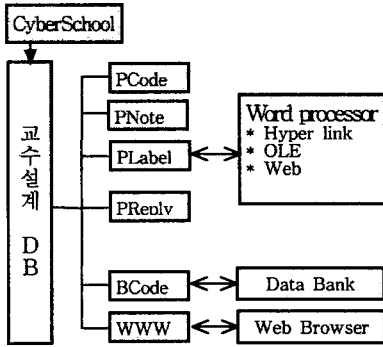 CyberSchool
교수설계 DB
PCode
PNote
PLabel
PReply
BCode
WWW
Word processor
* Hyper link
* OLE
* Web
Data Bank
Web Browser